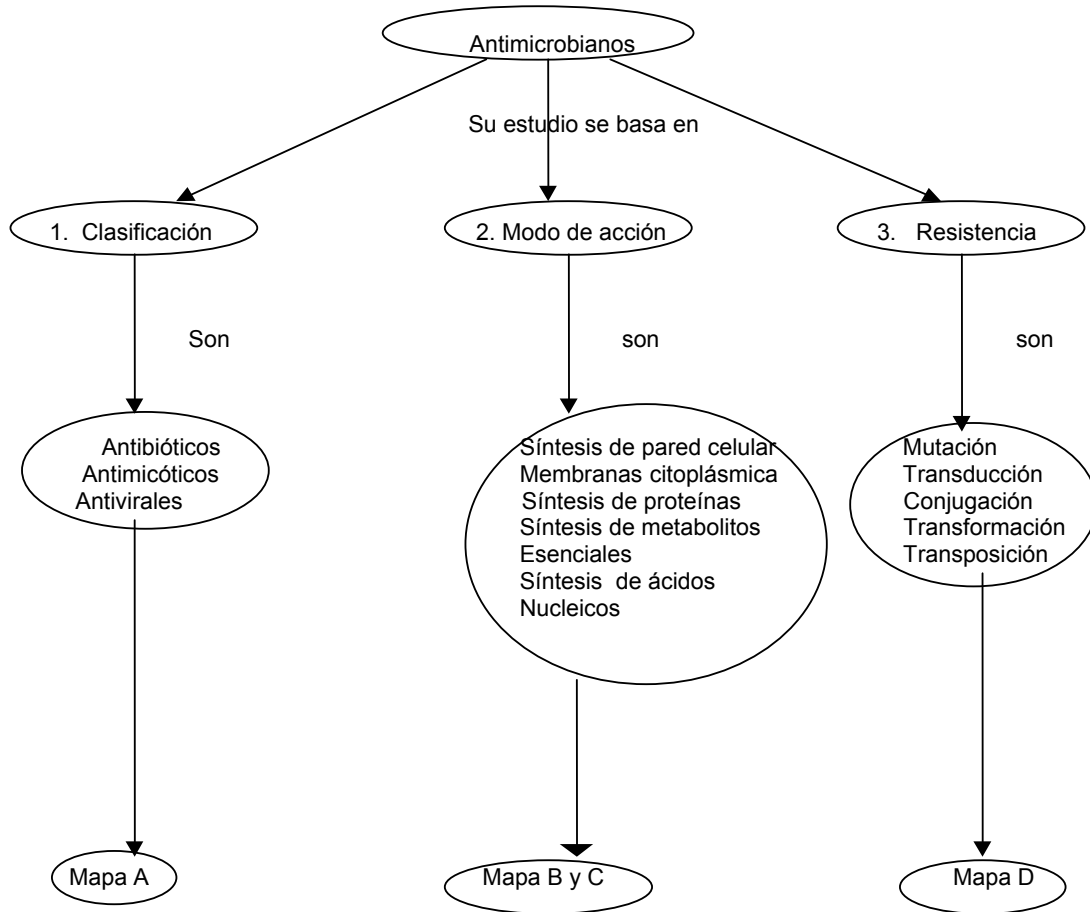 Antimicrobianos
Su estudio se basa en
1. Clasificación
2. Modo de acción
3. Resistencia
Son
son
son
Antibióticos
Antimicóticos
Antivirales
Síntesis de pared celular
Membranas citoplásmica
Síntesis de proteínas
Síntesis de metabolitos
Esenciales
Síntesis de ácidos
Nucleicos
Mutación
Transducción
Conjugación
Transformación
Transposición
Mapa A
Mapa B y C
Mapa D